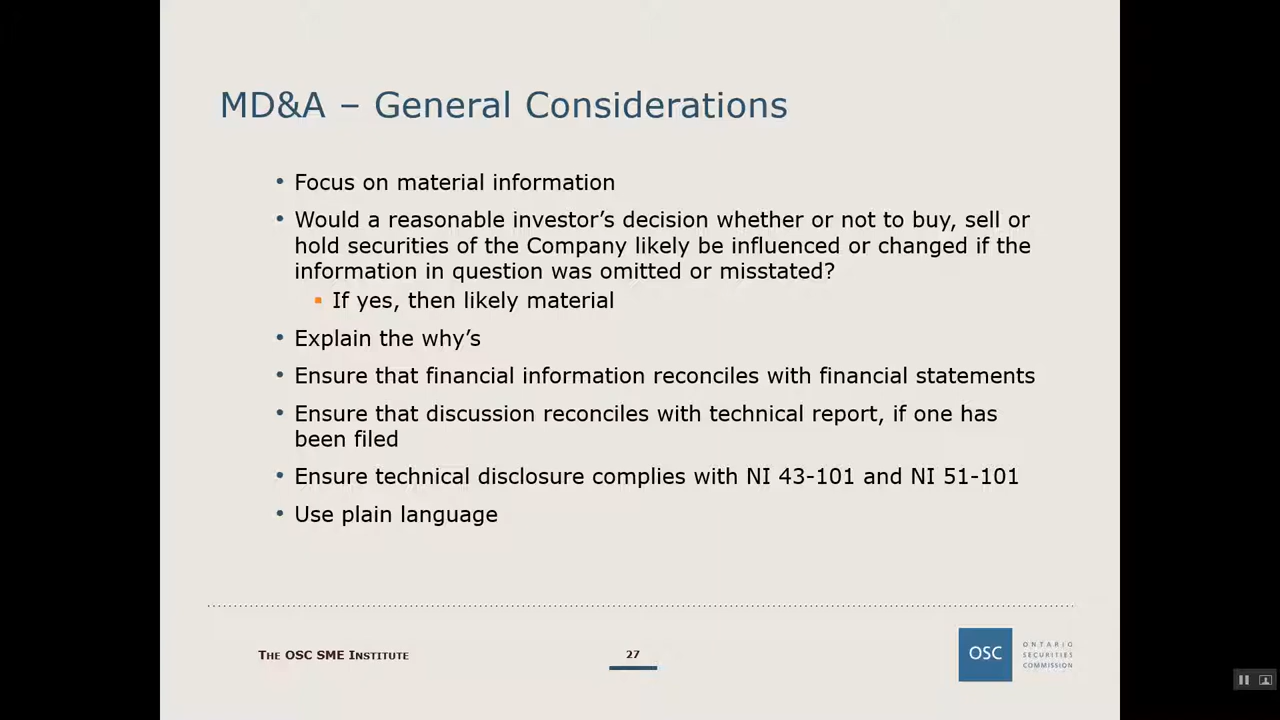 MD&A – General Considerations
• Focus on material information
• Would a reasonable investor’s decision whether or not to buy, sell or
hold securities of the Company likely be influenced or changed if the
information in question was omitted or misstated?
▪ If yes, then likely material
• Explain the why’s
• Ensure that financial information reconciles with financial statements
• Ensure that discussion reconciles with technical report, if one has
been filed
• Ensure technical disclosure complies with NI 43-101 and NI 51-101
• Use plain language
THE OSC SME INSTITUTE
27
OSC
ONTARIO
SECURITIES
COMMISSION